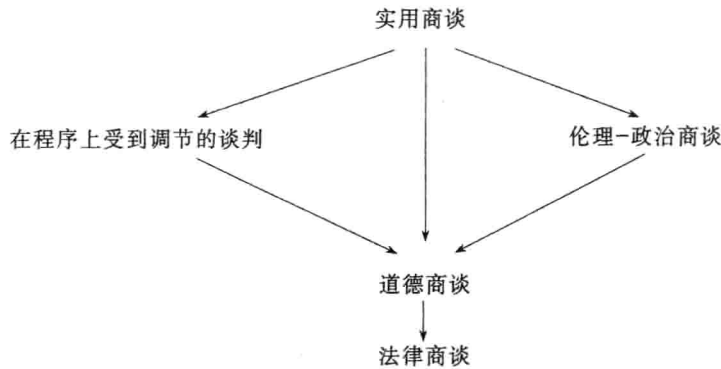 实用商谈
在程序上受到调节的谈判
伦理-政治商谈
道德商谈
法律商谈